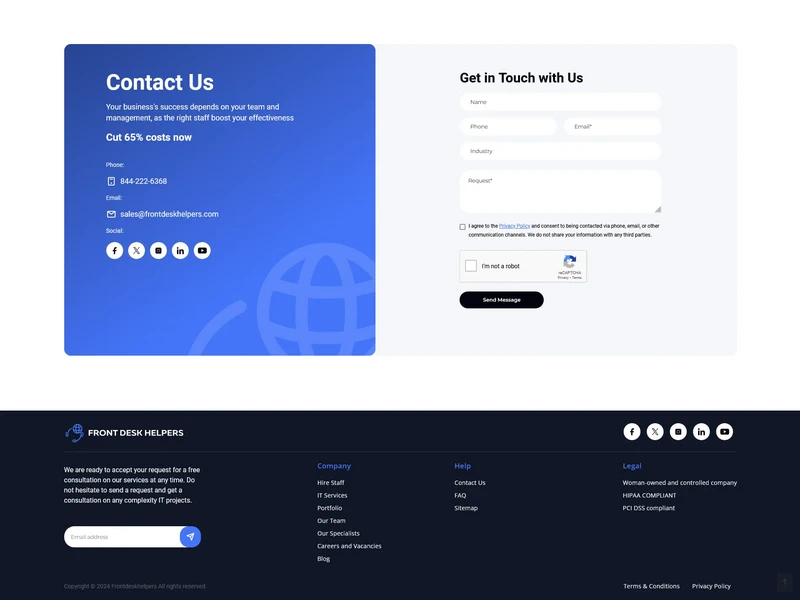 Contact Us
Your business's success depends on your team and
management, as the right staff boost your effectiveness
Cut 65% costs now
Phone:
844-222-6368
Email:
sales@frontdeskhelpers.com
Social:
Get in Touch with Us
Name
Phone
Email*
Industry
Request*
I agree to the Privacy Policy and consent to being contacted via phone, email, or other
communication channels. We do not share your information with any third parties.
I'm not a robot
reCAPTCHA
Privacy - Terms
Send Message
FRONT DESK HELPERS
We are ready to accept your request for a free
consultation on our services at any time. Do
not hesitate to send a request and get a
consultation on any complexity IT projects.
Email address
Company
Hire Staff
IT Services
Portfolio
Our Team
Our Specialists
Careers and Vacancies
Blog
Help
Contact Us
FAQ
Sitemap
Legal
Woman-owned and controlled company
HIPAA COMPLIANT
PCI DSS compliant
Copyright © 2024 Frontdeskhelpers All rights reserved.
Terms & Conditions
Privacy Policy